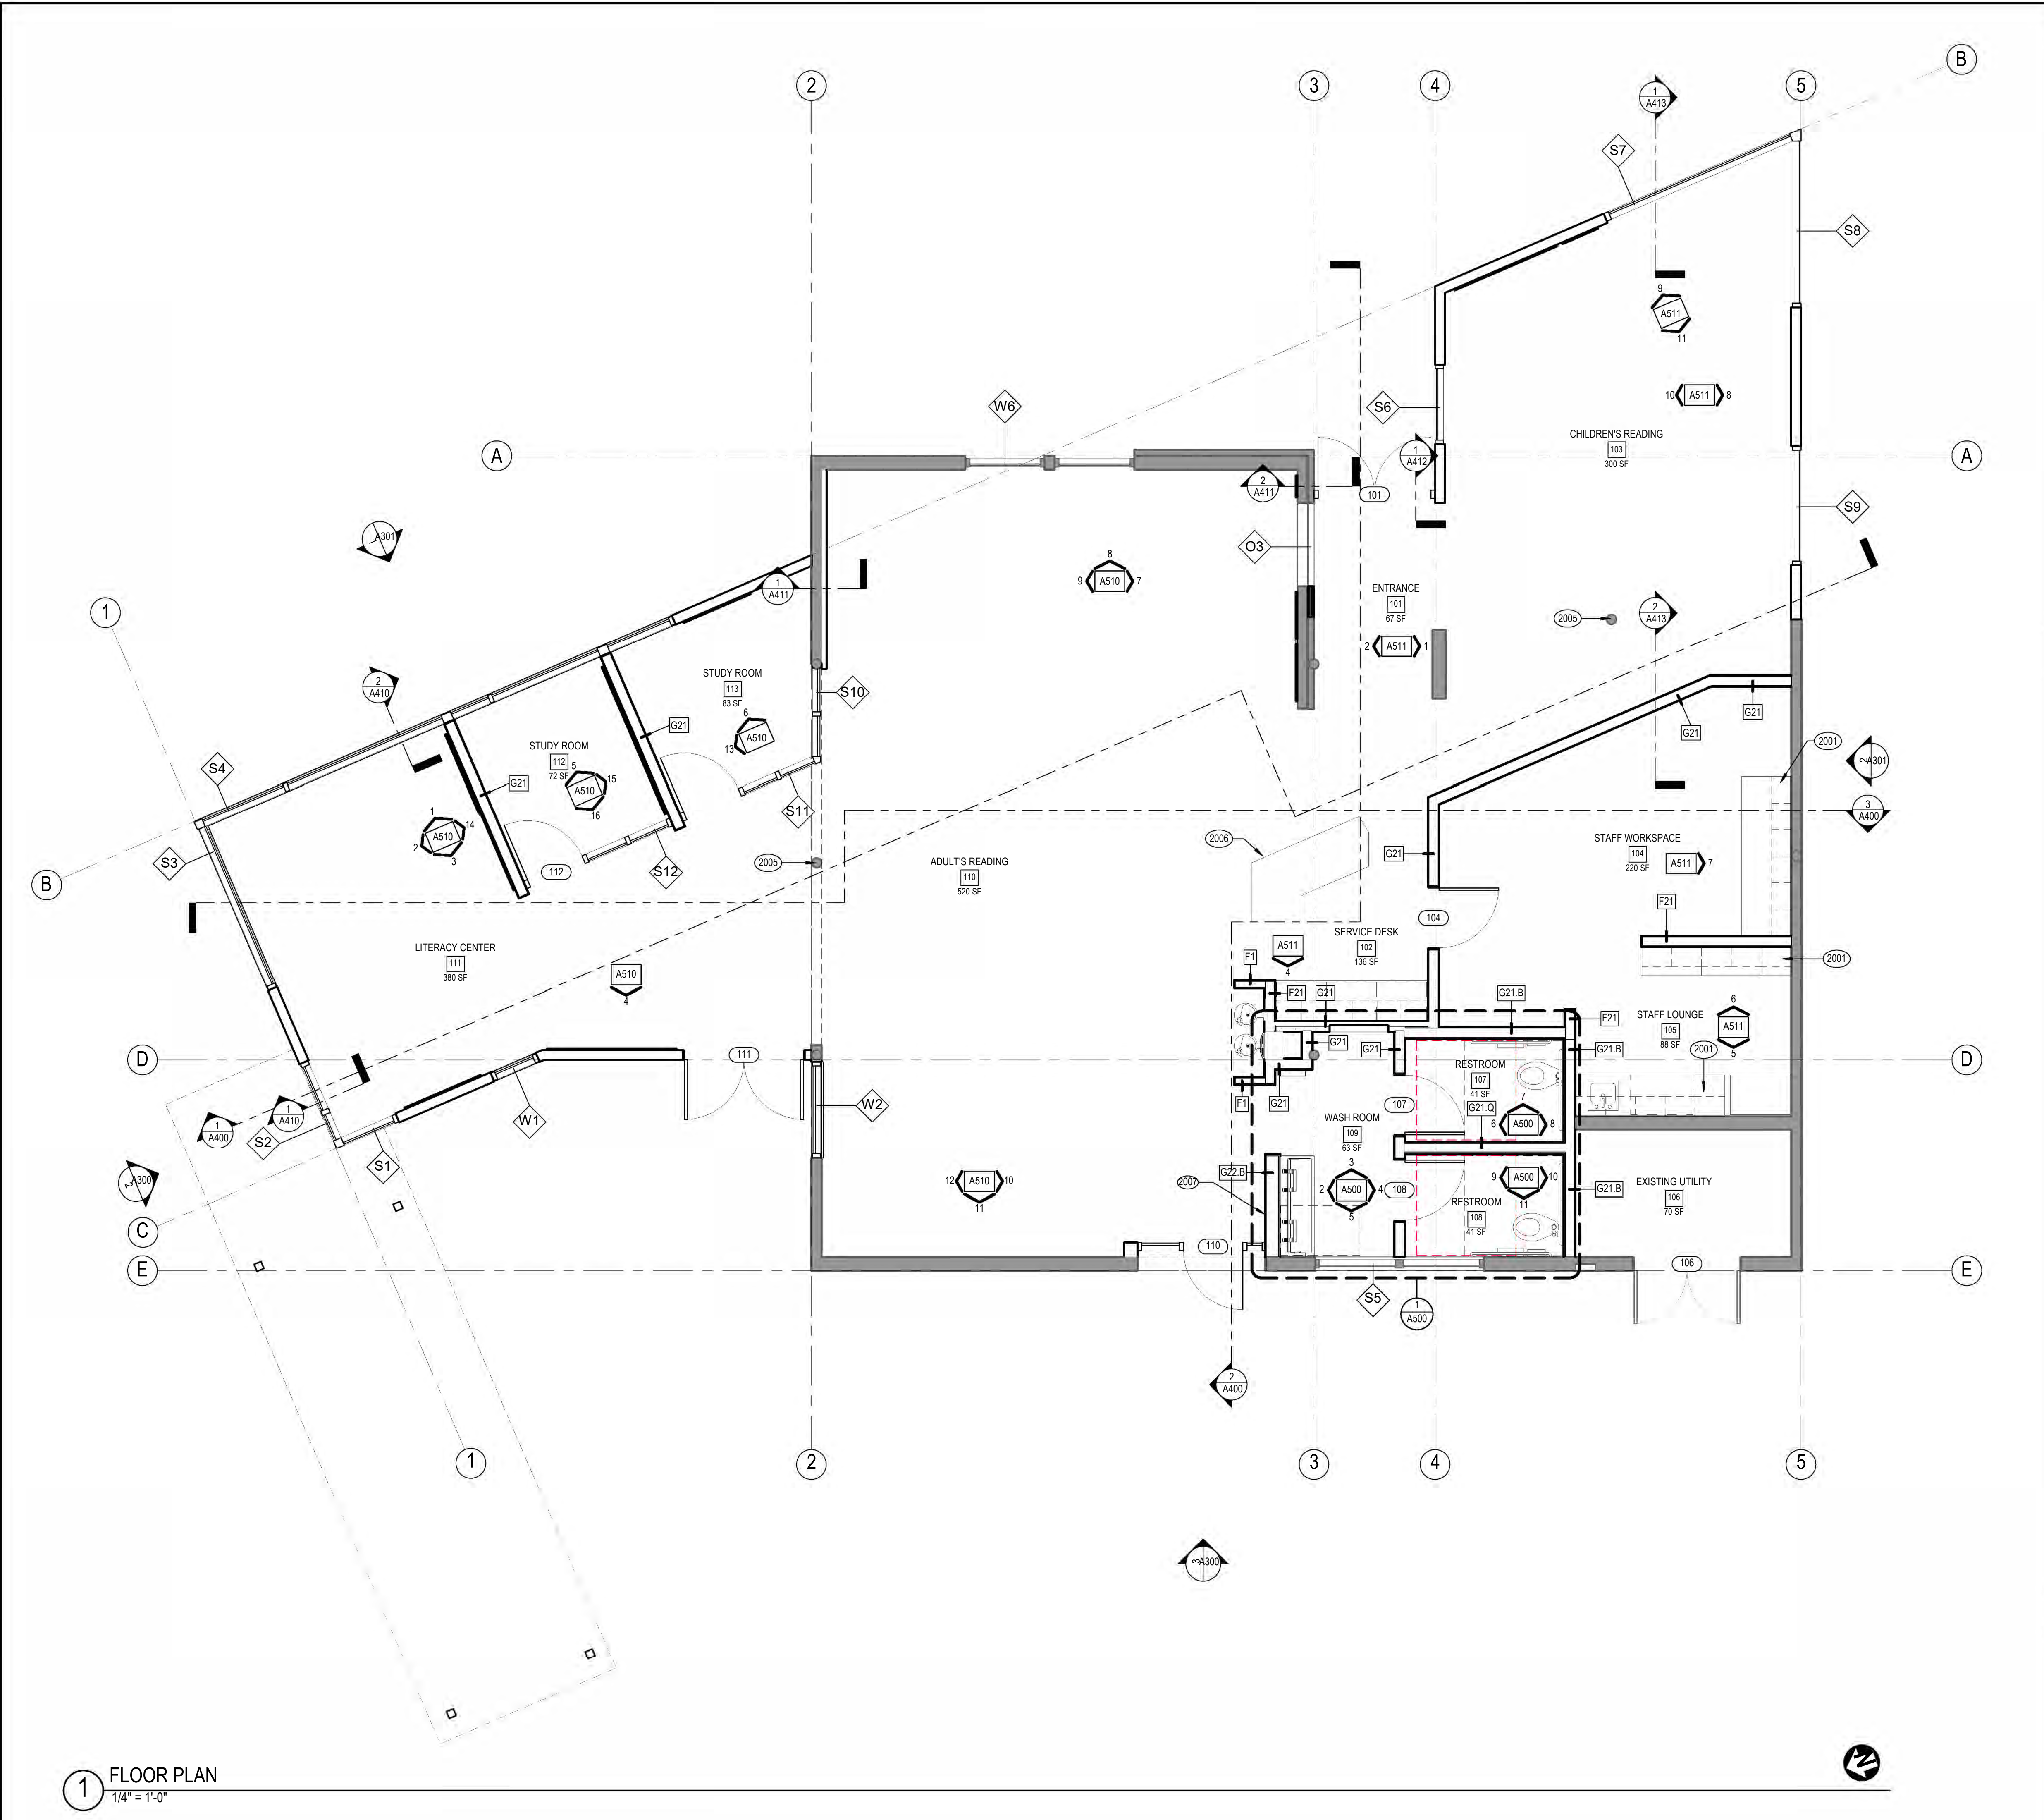 B
2
3
4
5
1
A413
S7
S8
9
A511
11
10
A511
8
W6
S6
CHILDREN'S READING
103
300 SF
A
1
A412
A
2
A411
101
S9
1
A301
O3
8
9
A510
7
1
A411
ENTRANCE
101
67 SF
2
A413
2005
1
2
A511
1
STUDY ROOM
113
83 SF
2
A410
S10
6
13
A510
G21
G21
G21
STUDY ROOM
112
72 SF
5
15
A510
16
2001
2
A301
S4
G21
S11
3
A400
1
14
A510
2
3
2006
STAFF WORKSPACE
104
220 SF
A511
7
G21
S3
2005
ADULT'S READING
110
520 SF
112
S12
B
F21
104
SERVICE DESK
102
136 SF
LITERACY CENTER
111
380 SF
A511
4
F1
2001
A510
4
F21
G21
G21.B
6
A511
5
STAFF LOUNGE
105
88 SF
F21
G21
G21
G21.B
2001
D
111
D
RESTROOM
107
41 SF
F1
G21
107
G21.Q
7
6
A500
8
W2
W1
1
A410
1
A400
S2
WASH ROOM
109
63 SF
S1
G22.B
3
2
A500
4
5
108
9
A500
10
11
2
A300
12
A510
10
11
2007
G21.B
EXISTING UTILITY
106
70 SF
RESTROOM
108
41 SF
C
110
106
E
E
S5
1
A500
2
A400
1
2
3
4
5
3
A300
1
FLOOR PLAN
1/4" = 1'-0"
N